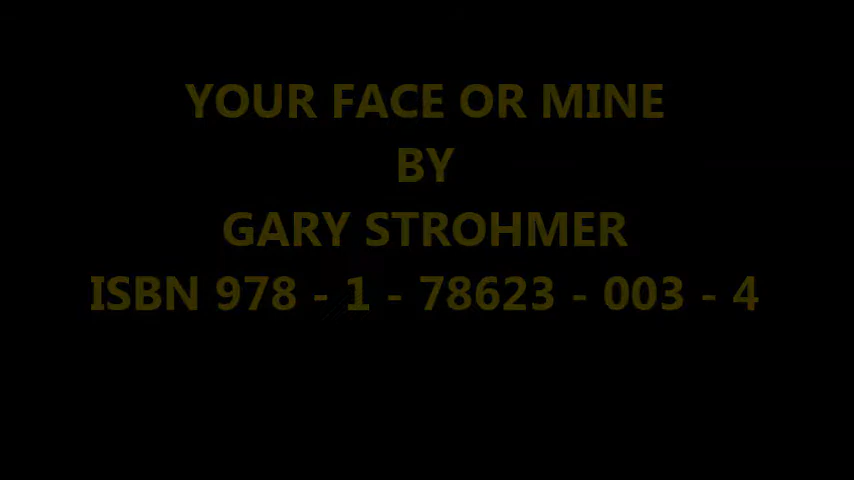 YOUR FACE OR MINE
BY
GARY STROHMER
ISBN 978 - 1 - 78623 - 003 - 4